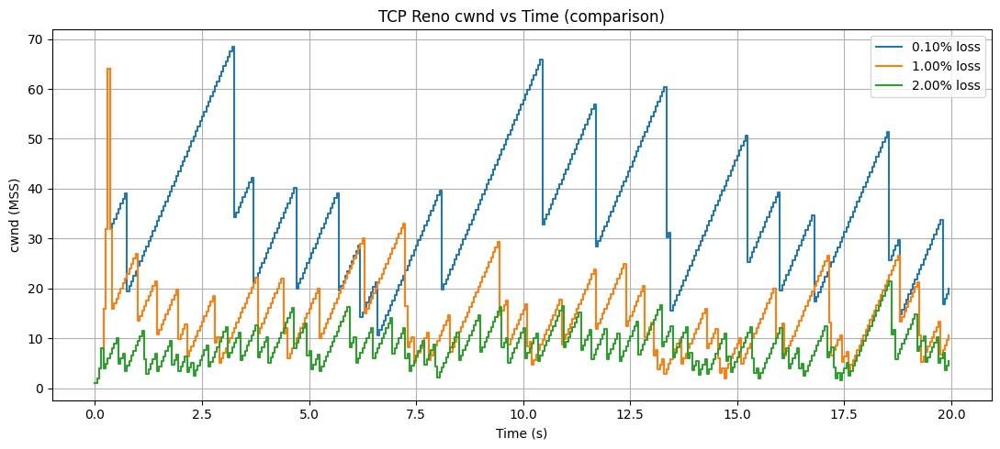 TCP Reno cwnd vs Time (comparison)
70
60
50
40
30
20
10
0
cwnd (MSS)
0.10% loss
1.00% loss
2.00% loss
0.0 2.5 5.0 7.5 10.0 12.5 15.0 17.5 20.0
Time (s)